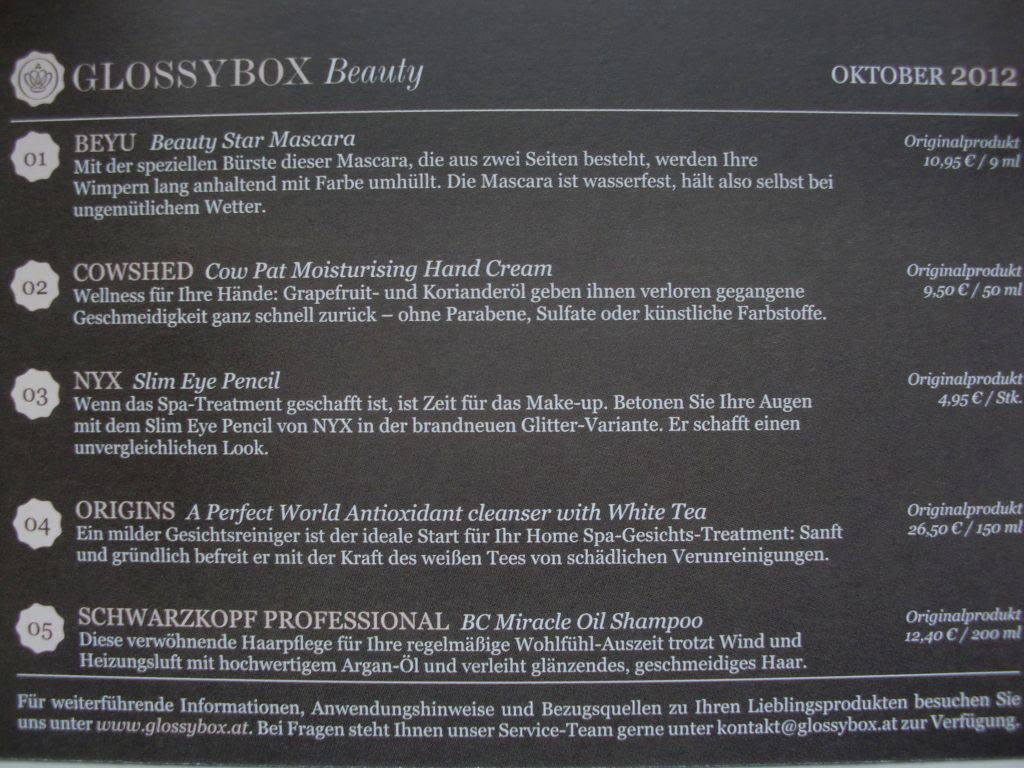 GLOSSYBOX Beauty OKTOBER 2012
01 BEYU Beauty Star Mascara Originalprodukt
Mit der speziellen Bürste dieser Mascara, die aus zwei Seiten besteht, werden Ihre 10,95 € / 9 ml
Wimpern lang anhaltend mit Farbe umhüllt. Die Mascara ist wasserfest, hält also selbst bei
ungemütlichem Wetter.
02 COWSHED Cow Pat Moisturising Hand Cream Originalprodukt
Wellness für Ihre Hände: Grapefruit- und Korianderöl geben ihnen verloren gegangene 9,50 € / 50 ml
Geschmeidigkeit ganz schnell zurück – ohne Parabene, Sulfate oder künstliche Farbstoffe.
03 NYX Slim Eye Pencil Originalprodukt
Wenn das Spa-Treatment geschafft ist, ist Zeit für das Make-up. Betonen Sie Ihre Augen 4,95 € / Stk.
mit dem Slim Eye Pencil von NYX in der brandneuen Glitter-Variante. Er schafft einen
unvergleichlichen Look.
04 ORIGINS A Perfect World Antioxidant cleanser with White Tea Originalprodukt
Ein milder Gesichtsreiniger ist der ideale Start für Ihr Home Spa-Gesichts-Treatment: Sanft 26,50 € / 150 ml
und gründlich befreit er mit der Kraft des weißen Tees von schädlichen Verunreinigungen.
05 SCHWARZKOPF PROFESSIONAL BC Miracle Oil Shampoo Originalprodukt
Diese verwöhnende Haarpflege für Ihre regelmäßige Wohlfühl-Auszeit trotzt Wind und 12,40 € / 200 ml
Heizungsluft mit hochwertigem Argan-Öl und verleiht glänzendes, geschmeidiges Haar.
Für weiterführende Informationen, Anwendungshinweise und Bezugsquellen zu Ihren Lieblingsprodukten besuchen Sie
uns unter www.glossybox.at. Bei Fragen steht Ihnen unser Service-Team gerne unter kontakt@glossybox.at zur Verfügung.